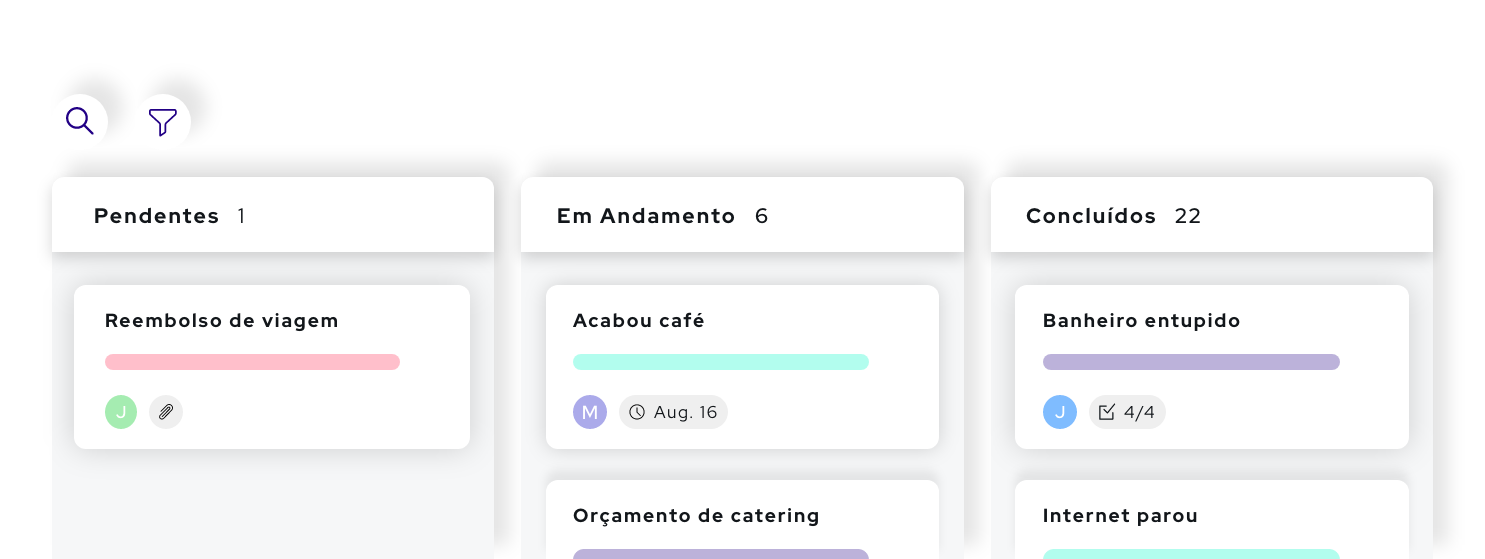 Pendentes 1
Reembolso de viagem
J
Em Andamento 6
Acabou café
M Aug. 16
Orçamento de catering
Concluídos 22
Banheiro entupido
J 4/4
Internet parou